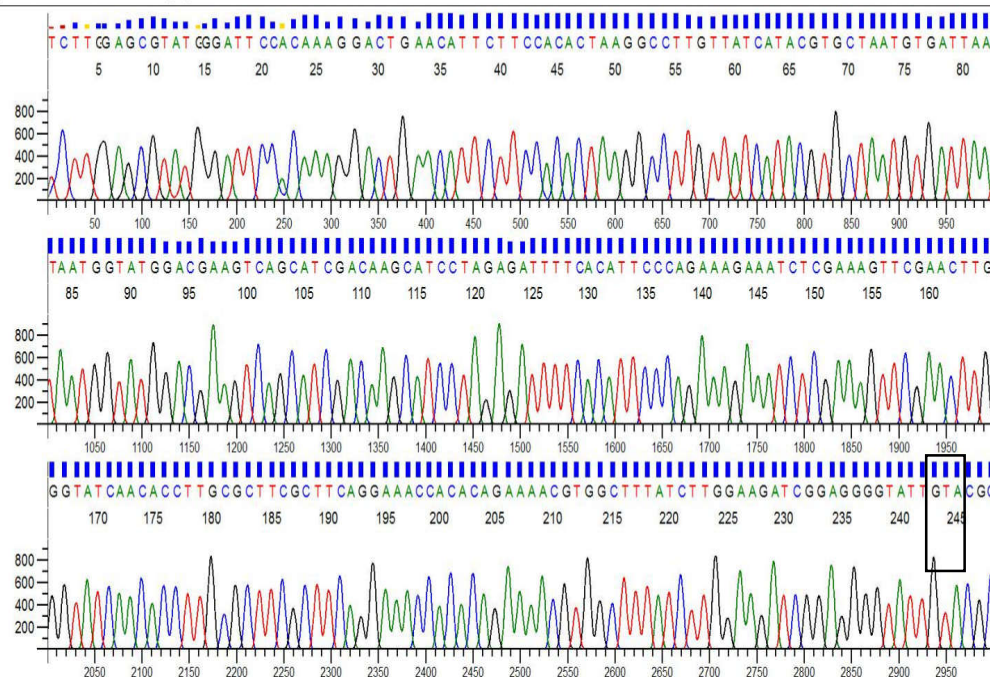 TCTTGGAGCGTATGGGATTCCACAAAGGACTGAACATTCTTCCACACTAAGGCCTTGTTATCATACGTGCTAATGTGATTAA
5 10 15 20 25 30 35 40 45 50 55 60 65 70 75 80
800
600
400
200
50 100 150 200 250 300 350 400 450 500 550 600 650 700 750 800 850 900 950
TAATGGTATGGACGAAGTCAGCATCGACAAGCATCCTAGAGATTTTCACATTCCCAGAAAGAAATCTCGAAAGTTCGAACTTG
85 90 95 100 105 110 115 120 125 130 135 140 145 150 155 160
800
600
400
200
1050 1100 1150 1200 1250 1300 1350 1400 1450 1500 1550 1600 1650 1700 1750 1800 1850 1900 1950
GGTATCAACACCTTGCGCTTCGCTTCAGGAAACCACACAGAAAACGTGGCTTTATCTTGGAAGATCGGAGGGGTATTGTACGC
170 175 180 185 190 195 200 205 210 215 220 225 230 235 240 245
800
600
400
200
2050 2100 2150 2200 2250 2300 2350 2400 2450 2500 2550 2600 2650 2700 2750 2800 2850 2900 2950